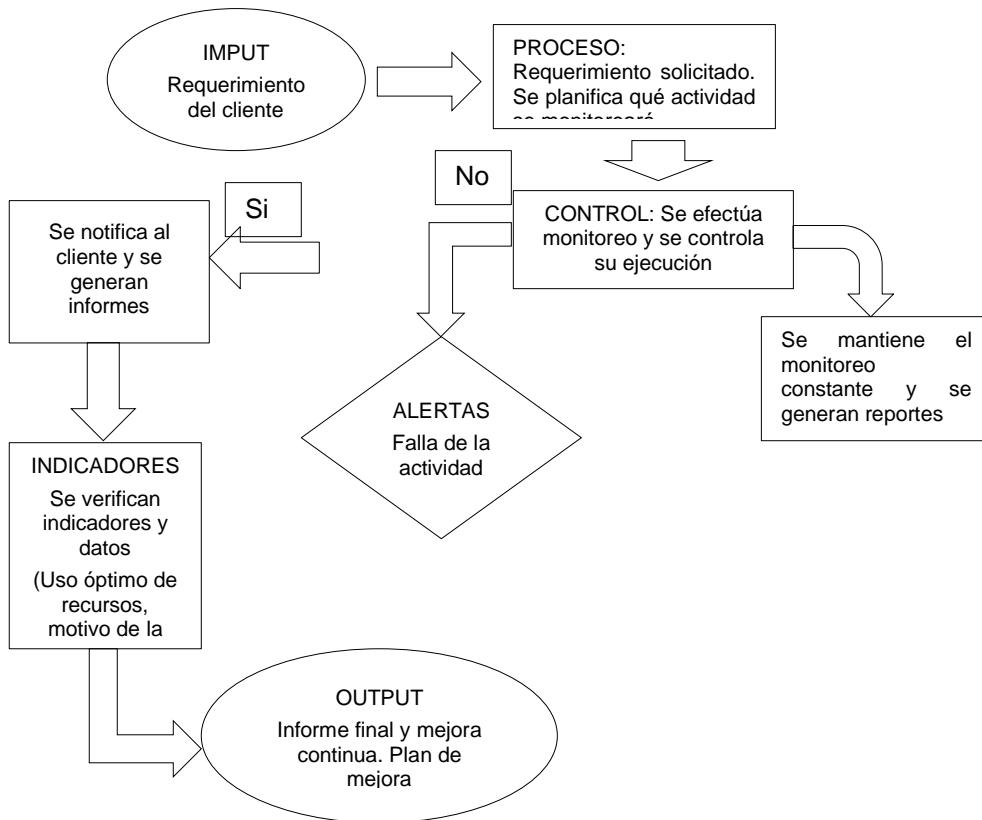 IMPUT
Requerimiento
del cliente
PROCESO:
Requerimiento solicitado.
Se planifica qué actividad
se monitoreará
No
Si
CONTROL: Se efectúa
monitoreo y se controla
su ejecución
Se notifica al
cliente y se
generan
informes
Se mantiene el
monitoreo
constante y se
generan reportes
ALERTAS
Falla de la
actividad
INDICADORES
Se verifican
indicadores y
datos
(Uso óptimo de
recursos,
motivo de la
OUTPUT
Informe final y mejora
continua. Plan de
mejora